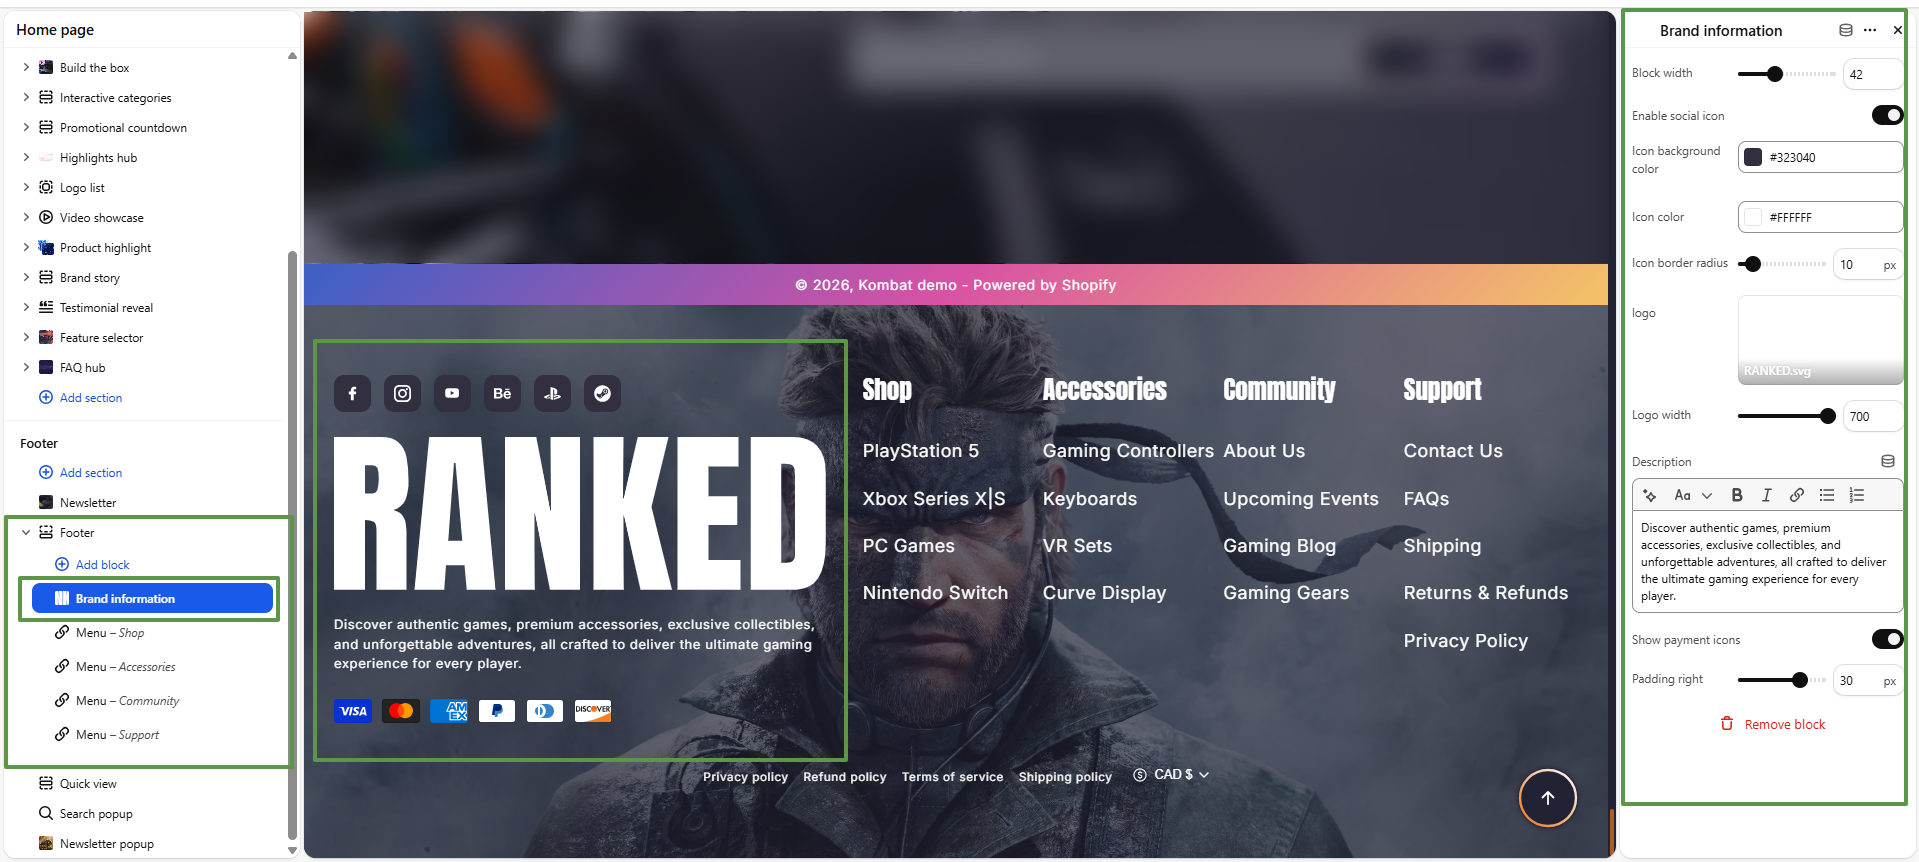 Home page
Build the box
Interactive categories
Promotional countdown
Highlights hub
Logo list
Video showcase
Product highlight
Brand story
Testimonial reveal
Feature selector
FAQ hub
Add section
Footer
Add section
Newsletter
Footer
Add block
Brand information
Menu – Shop
Menu – Accessories
Menu – Community
Menu – Support
Quick view
Search popup
Newsletter popup
© 2026, Kombat demo - Powered by Shopify
Bē
RANKED
Discover authentic games, premium accessories, exclusive collectibles,
and unforgettable adventures, all crafted to deliver the ultimate gaming
experience for every player.
VISA
AMEX
DISCOVER
Shop
PlayStation 5
Xbox Series X|S
PC Games
Nintendo Switch
Accessories
Gaming Controllers
Keyboards
VR Sets
Curve Display
Community
About Us
Upcoming Events
Gaming Blog
Gaming Gears
Support
Contact Us
FAQs
Shipping
Returns & Refunds
Privacy Policy
Privacy policy Refund policy Terms of service Shipping policy CAD $
Brand information
Block width 42
Enable social icon
Icon background
color
#323040
Icon color #FFFFFF
Icon border radius 10 px
logo
RANKED.svg
Logo width 700
Description
Aa B I
Discover authentic games, premium
accessories, exclusive collectibles, and
unforgettable adventures, all crafted to deliver
the ultimate gaming experience for every
player.
Show payment icons
Padding right 30 px
Remove block